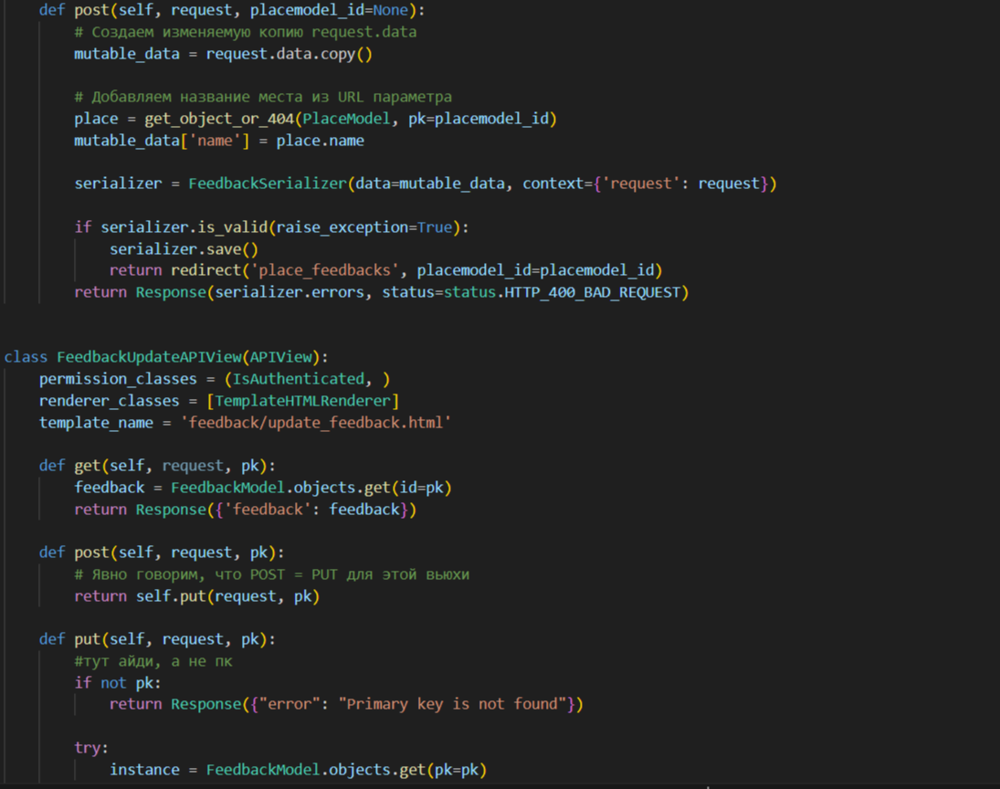 def post(self, request, placemodel_id=None):
# Создаем изменяемую копию request.data
mutable_data = request.data.copy()
# Добавляем название места из URL параметра
place = get_object_or_404(PlaceModel, pk=placemodel_id)
mutable_data['name'] = place.name
serializer = FeedbackSerializer(data=mutable_data, context={'request': request})
if serializer.is_valid(raise_exception=True):
serializer.save()
return redirect('place_feedbacks', placemodel_id=placemodel_id)
return Response(serializer.errors, status=status.HTTP_400_BAD_REQUEST)
class FeedbackUpdateAPIView(APIView):
permission_classes = (IsAuthenticated, )
renderer_classes = [TemplateHTMLRenderer]
template_name = 'feedback/update_feedback.html'
def get(self, request, pk):
feedback = FeedbackModel.objects.get(id=pk)
return Response({'feedback': feedback})
def post(self, request, pk):
# Явно говорим, что POST = PUT для этой вьюхи
return self.put(request, pk)
def put(self, request, pk):
#тут айди, а не пк
if not pk:
return Response({"error": "Primary key is not found"})
try:
instance = FeedbackModel.objects.get(pk=pk)